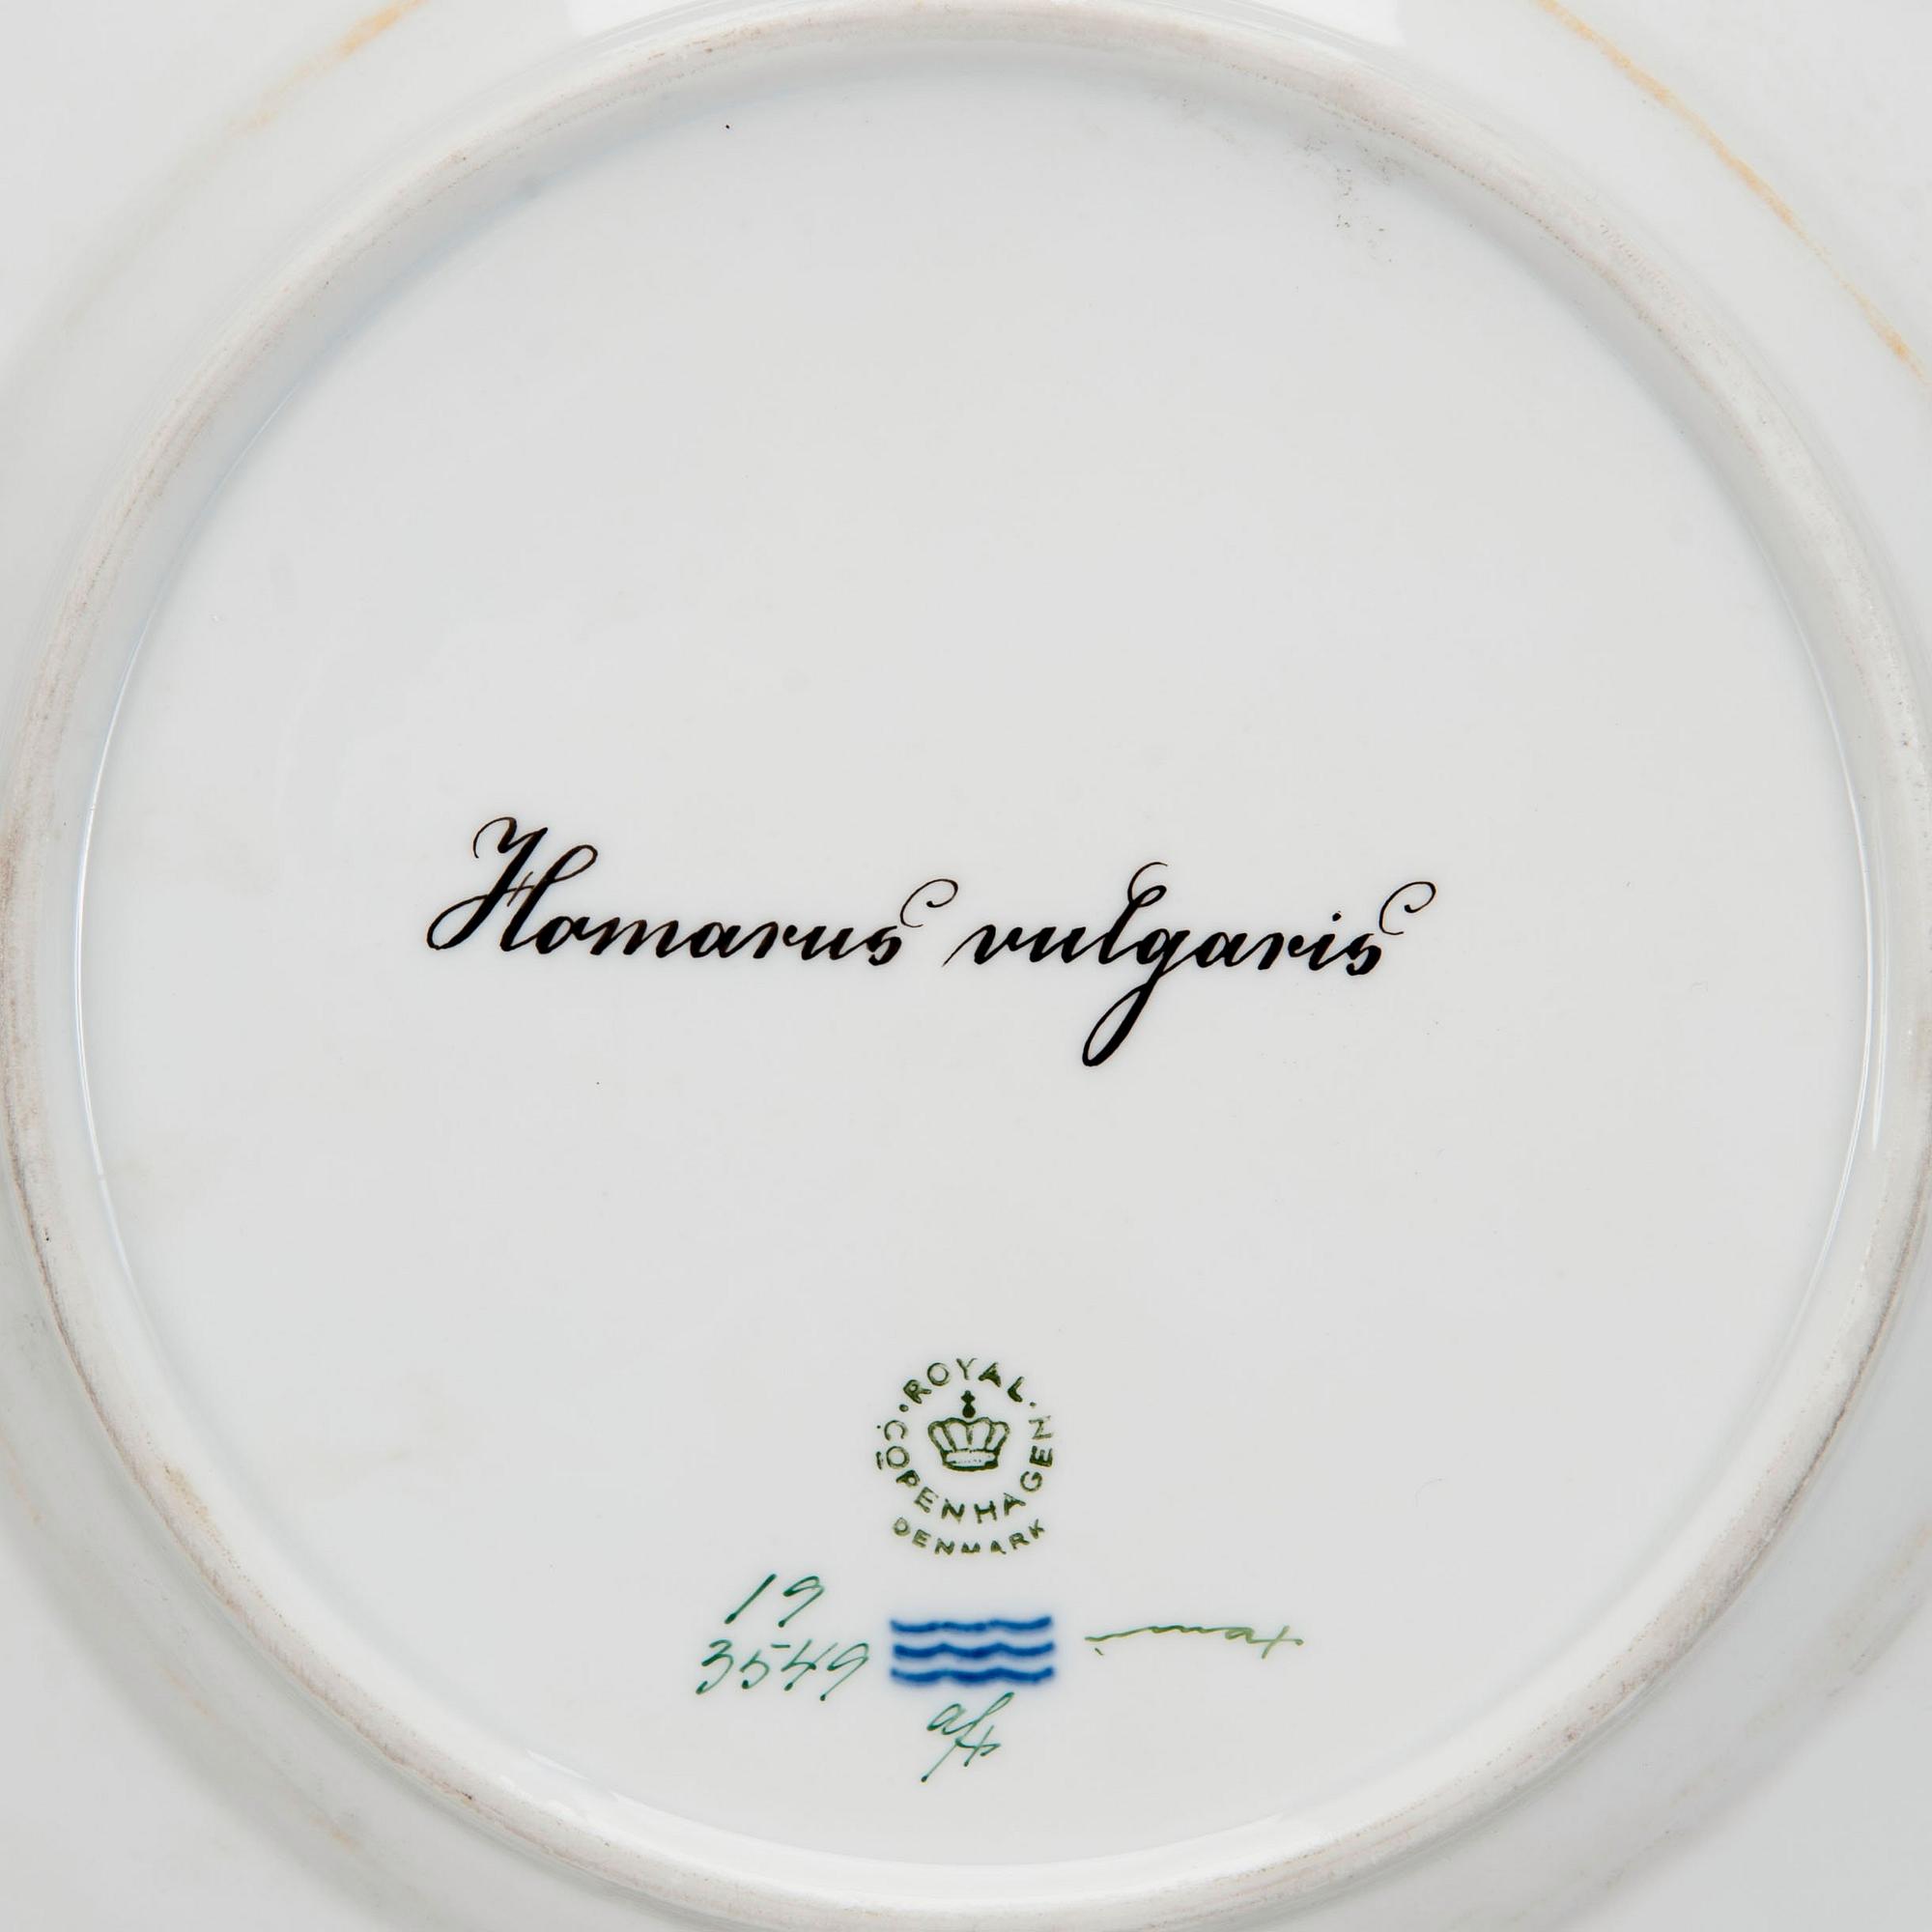 Homarus vulgaris
ROYAL
COPENHAGEN
DENMARK
19
3549